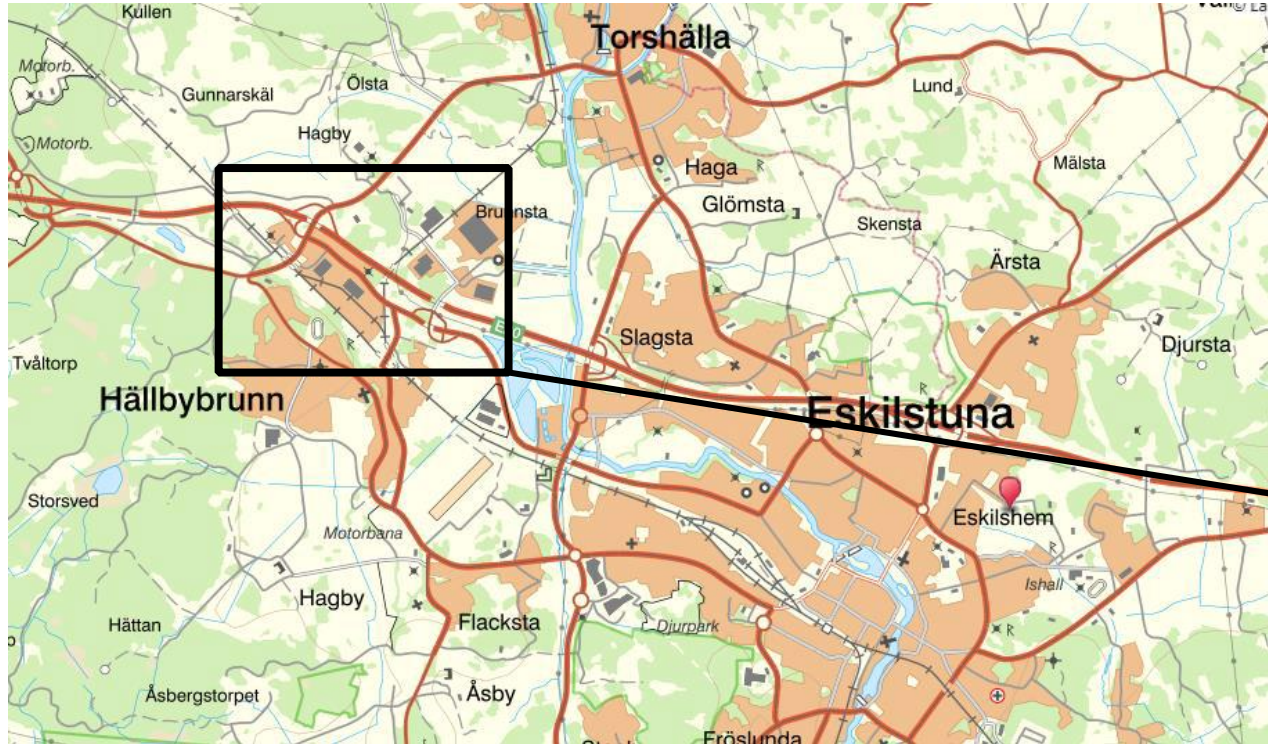 Kullen
© Lä
Torshälla
Motorb.
Gunnarskäl
Ölsta
Lund
Hagby
Motorb.
Haga
Mälsta
Glömsta
Brunnsta
Skensta
Ärsta
E20
Slagsta
Djursta
Tvåltorp
Hällbybrunn
Eskilstuna
Storsved
Eskilshem
Motorbana
Ishall
Hagby
Hättan
Flacksta
Djurpark
Åsbergstorpet
Åsby
Fröslunda